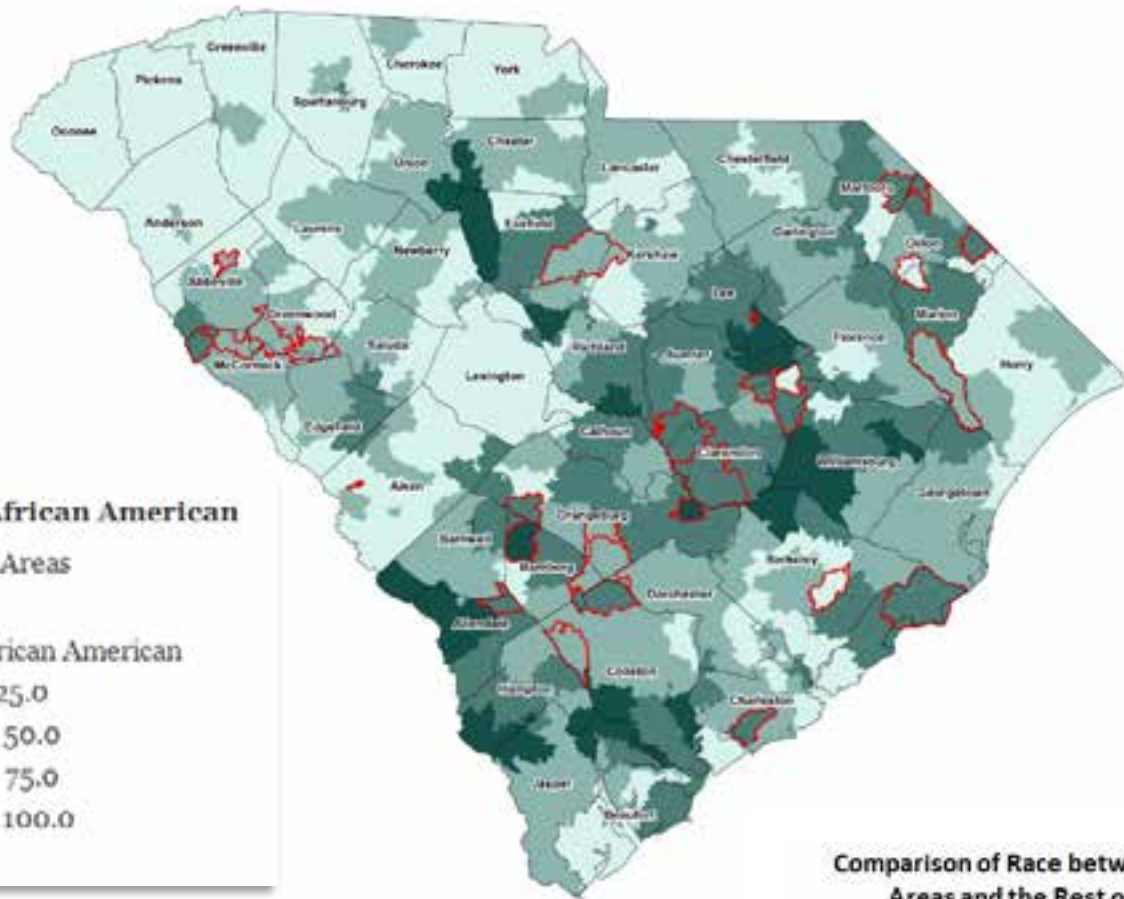 Greenville
Cherokee
York
Pickens
Spartanburg
Oconee
Chester
Union
Lancaster
Chesterfield
Marlboro
Anderson
Laurens
Fairfield
Darlington
Dillon
Newberry
Kershaw
Abbeville
Lee
Greenwood
Marion
Saluda
Richland
Sumter
Florence
McCormick
Lexington
Horry
Edgefield
Calhoun
Clarendon
Williamsburg
Aiken
Georgetown
African American
Orangeburg
Barnwell
Areas
Bamberg
Berkeley
Dorchester
Allendale
rican American
Colleton
25.0
Hampton
Charleston
50.0
75.0
Jasper
100.0
Beaufort
Comparison of Race betw
Areas and the Rest o